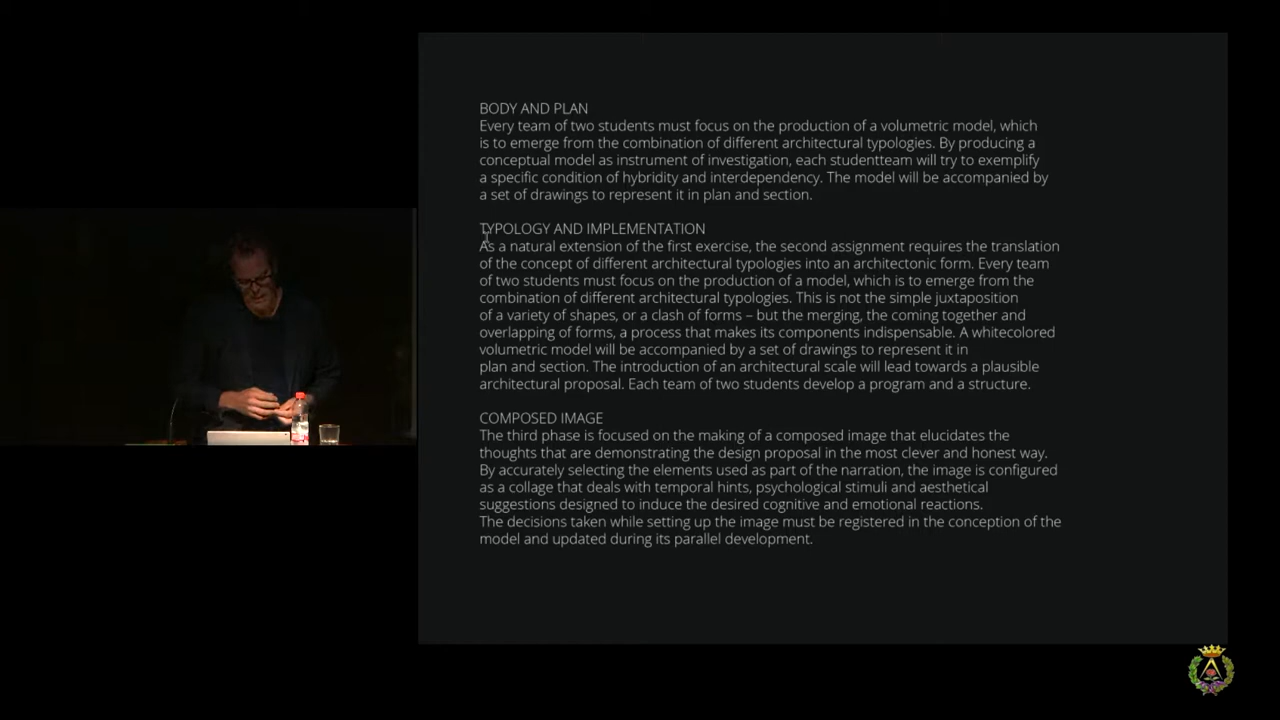 BODY AND PLAN
Every team of two students must focus on the production of a volumetric model, which
is to emerge from the combination of different architectural typologies. By producing a
conceptual model as instrument of investigation, each studentteam will try to exemplify
a specific condition of hybridity and interdependency. The model will be accompanied by
a set of drawings to represent it in plan and section.
TYPOLOGY AND IMPLEMENTATION
As a natural extension of the first exercise, the second assignment requires the translation
of the concept of different architectural typologies into an architectonic form. Every team
of two students must focus on the production of a model, which is to emerge from the
combination of different architectural typologies. This is not the simple juxtaposition
of a variety of shapes, or a clash of forms – but the merging, the coming together and
overlapping of forms, a process that makes its components indispensable. A whitecolored
volumetric model will be accompanied by a set of drawings to represent it in
plan and section. The introduction of an architectural scale will lead towards a plausible
architectural proposal. Each team of two students develop a program and a structure.
COMPOSED IMAGE
The third phase is focused on the making of a composed image that elucidates the
thoughts that are demonstrating the design proposal in the most clever and honest way.
By accurately selecting the elements used as part of the narration, the image is configured
as a collage that deals with temporal hints, psychological stimuli and aesthetical
suggestions designed to induce the desired cognitive and emotional reactions.
The decisions taken while setting up the image must be registered in the conception of the
model and updated during its parallel development.